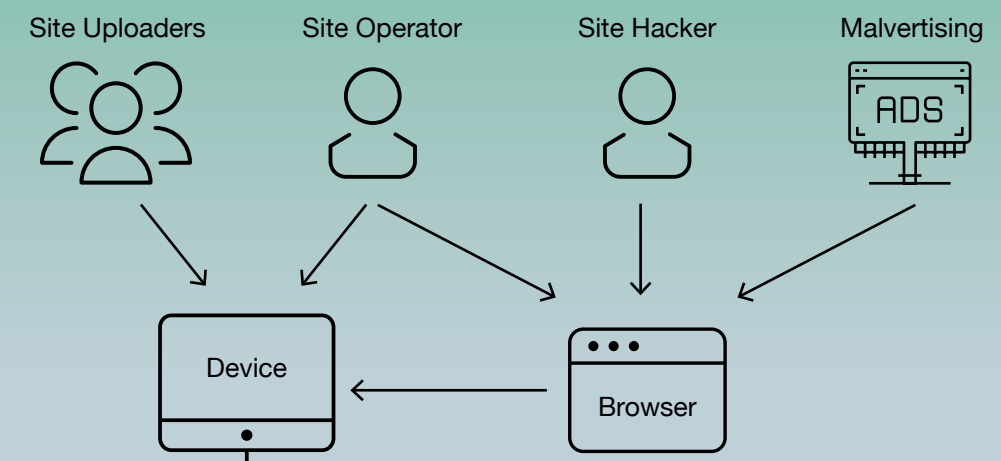 Site Uploaders
Site Operator
Site Hacker
Malvertising
ADS
Device
Browser